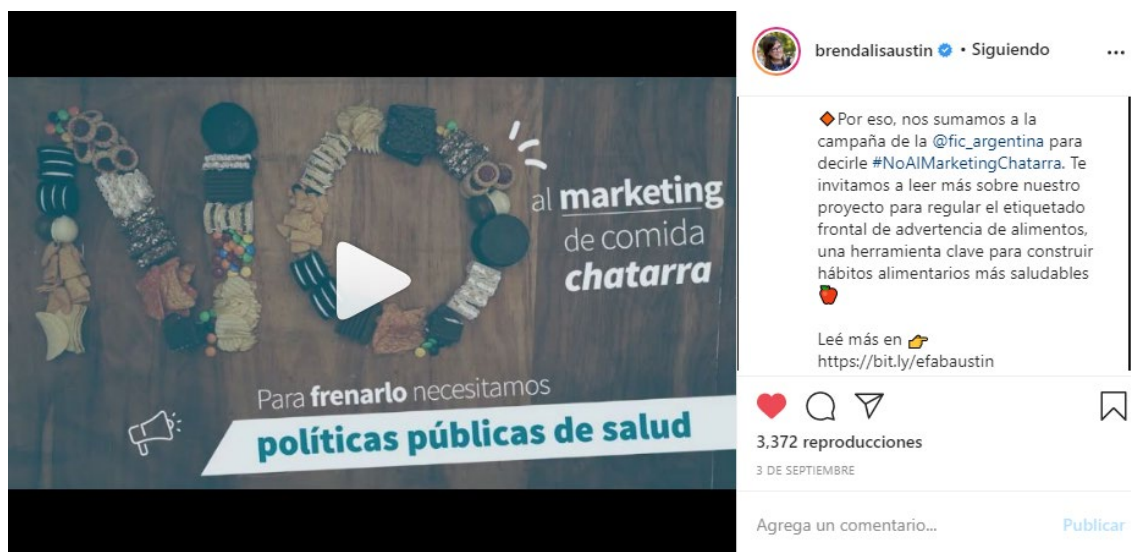 NO
al marketing
de comida
chatarra
Para frenarlo necesitamos
políticas públicas de salud
brendalisaustin • Siguiendo
Por eso, nos sumamos a la
campaña de la @fic_argentina para
decirle #NoAlMarketingChatarra. Te
invitamos a leer más sobre nuestro
proyecto para regular el etiquetado
frontal de advertencia de alimentos,
una herramienta clave para construir
hábitos alimentarios más saludables
Leé más en
https://bit.ly/efabaustin
3,372 reproducciones
3 DE SEPTIEMBRE
Agrega un comentario...
Publicar